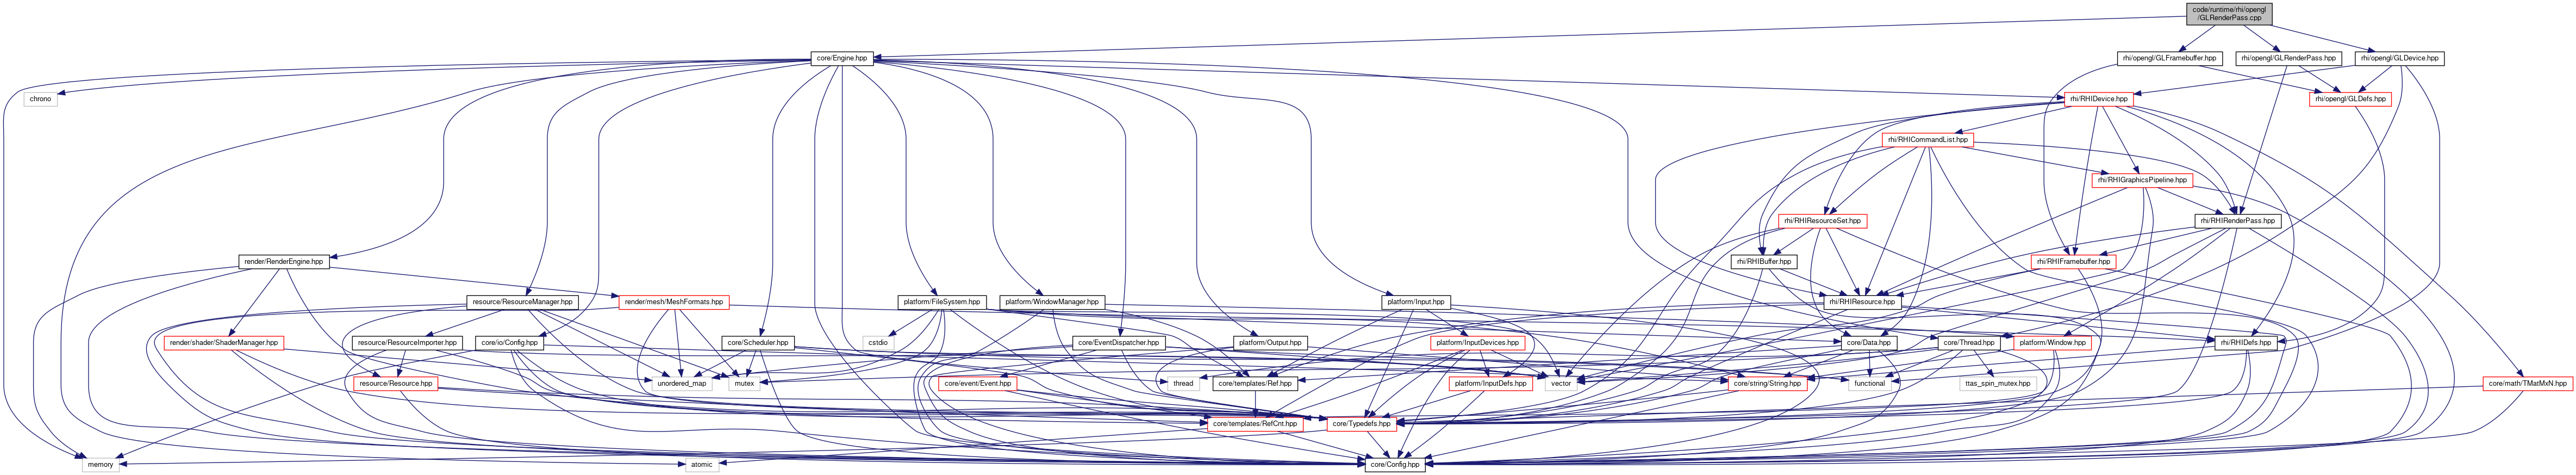 code/runtime/rhi/opengl
/GLRenderPass.cpp
core/Engine.hpp
rhi/opengl/GLFramebuffer.hpp
rhi/opengl/GLRenderPass.hpp
rhi/opengl/GLDevice.hpp
chrono
rhi/RHIDevice.hpp
rhi/opengl/GLDefs.hpp
rhi/RHICommandList.hpp
rhi/RHIGraphicsPipeline.hpp
rhi/RHIResourceSet.hpp
rhi/RHIRenderPass.hpp
render/RenderEngine.hpp
rhi/RHIBuffer.hpp
rhi/RHIFramebuffer.hpp
resource/ResourceManager.hpp
render/mesh/MeshFormats.hpp
platform/FileSystem.hpp
platform/WindowManager.hpp
platform/Input.hpp
rhi/RHIResource.hpp
render/shader/ShaderManager.hpp
resource/ResourceImporter.hpp
core/io/Config.hpp
core/Scheduler.hpp
cstdio
core/EventDispatcher.hpp
platform/Output.hpp
platform/InputDevices.hpp
core/Data.hpp
core/Thread.hpp
platform/Window.hpp
rhi/RHIDefs.hpp
resource/Resource.hpp
unordered_map
mutex
core/event/Event.hpp
thread
core/templates/Ref.hpp
platform/InputDefs.hpp
vector
core/string/String.hpp
functional
ttas_spin_mutex.hpp
core/math/TMatMxN.hpp
core/templates/RefCnt.hpp
core/Typedefs.hpp
memory
atomic
core/Config.hpp